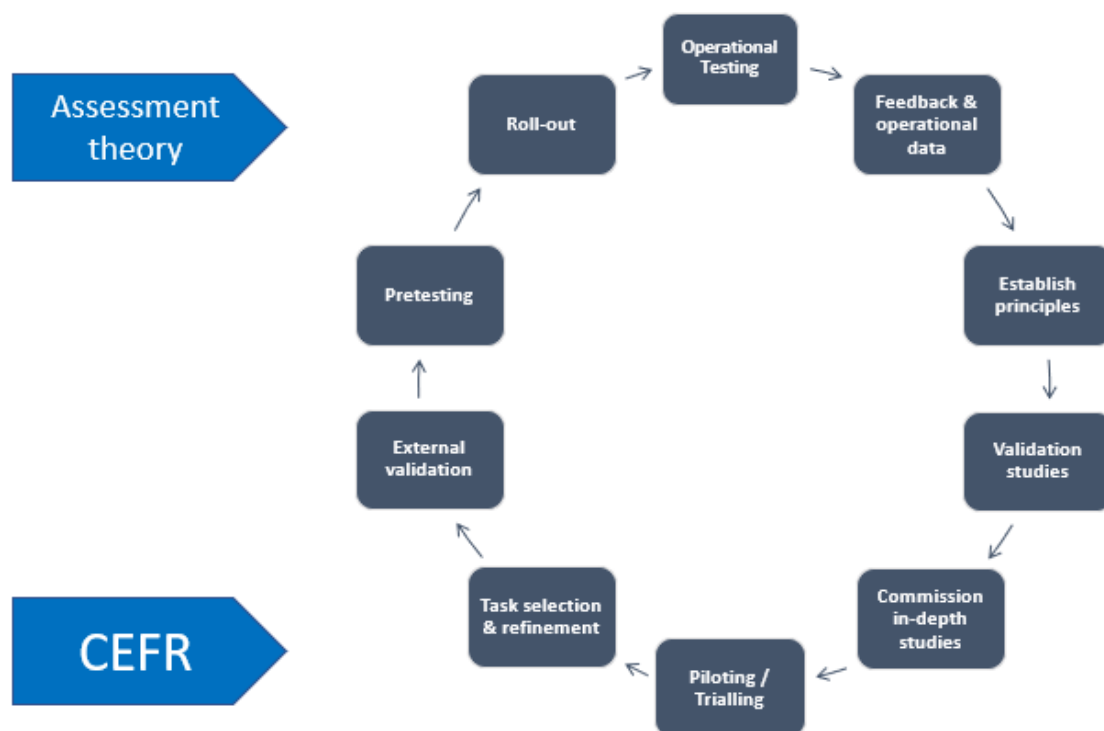 Assessment
theory
CEFR
Operational
Testing
Feedback &
operational
data
Establish
principles
Validation
studies
Commission
in-depth
studies
Piloting /
Trialling
Task selection
& refinement
External
validation
Pretesting
Roll-out